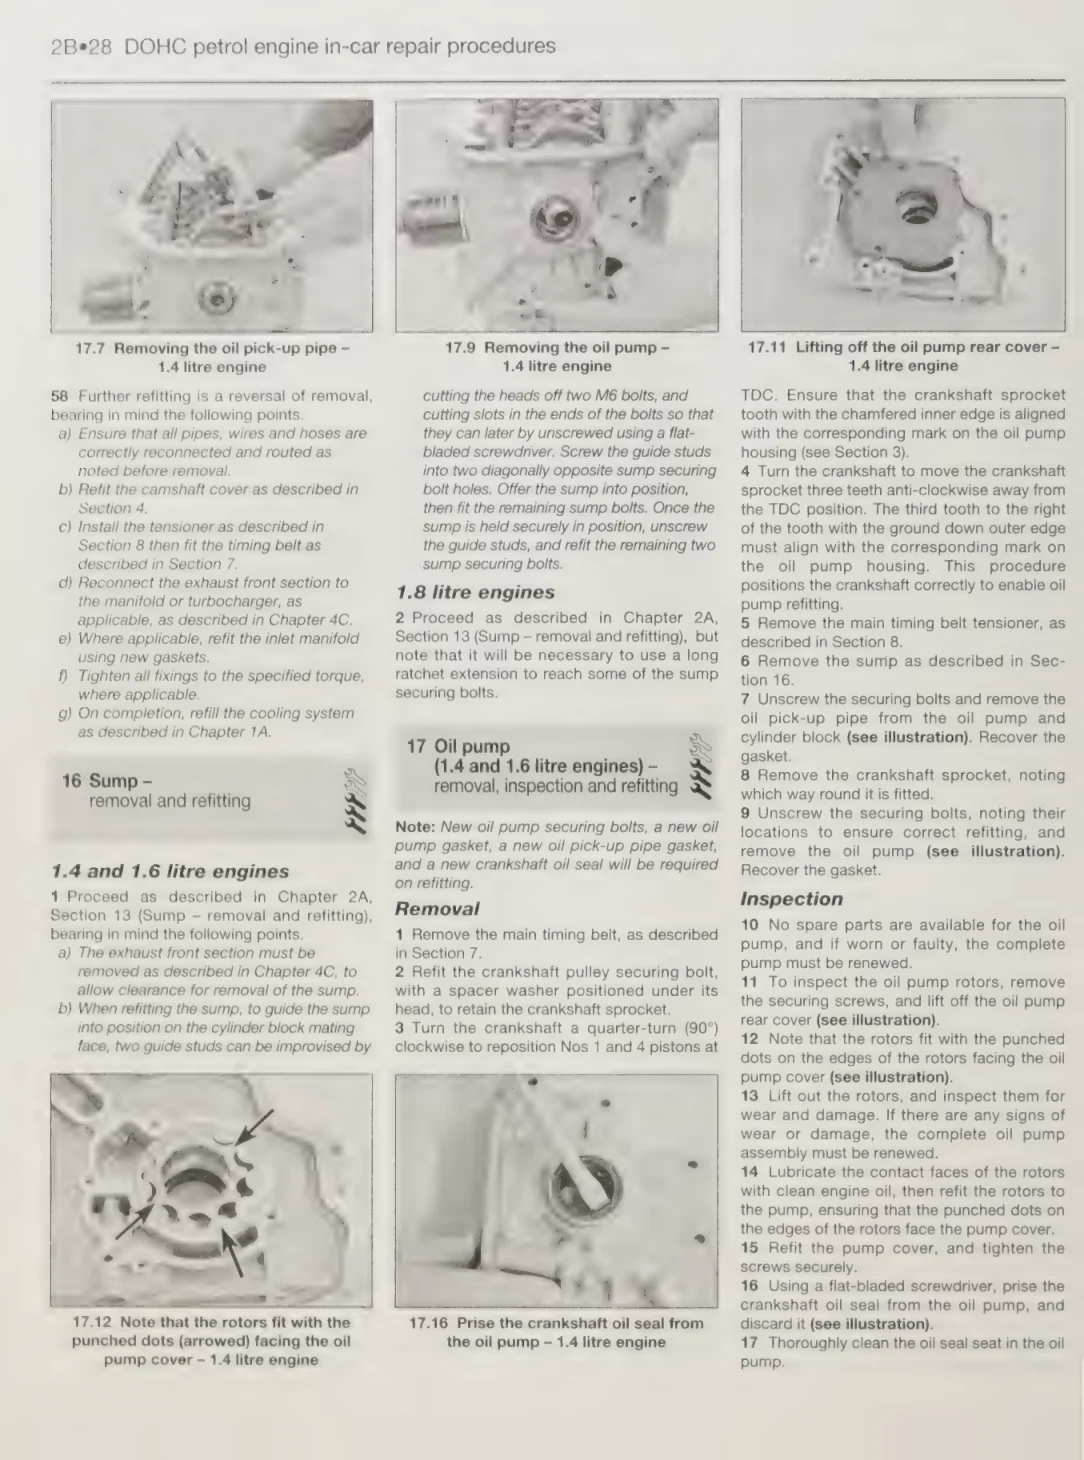 2B•28 DOHC petrol engine in-car repair procedures
17.7 Removing the oil pick-up pipe –
1.4 litre engine
17.9 Removing the oil pump –
1.4 litre engine
17.11 Lifting off the oil pump rear cover –
1.4 litre engine
58 Further refitting is a reversal of removal,
bearing in mind the following points.
a) Ensure that all pipes, wires and hoses are
correctly reconnected and routed as
noted before removal.
b) Refit the camshaft cover as described in
Section 4.
c) Install the tensioner as described in
Section 8 then fit the timing belt as
described in Section 7.
d) Reconnect the exhaust front section to
the manifold or turbocharger, as
applicable, as described in Chapter 4C.
e) Where applicable, refit the inlet manifold
using new gaskets.
f) Tighten all fixings to the specified torque,
where applicable.
g) On completion, refill the cooling system
as described in Chapter 1A.
16 Sump –
removal and refitting
1.4 and 1.6 litre engines
1 Proceed as described in Chapter 2A,
Section 13 (Sump – removal and refitting),
bearing in mind the following points.
a) The exhaust front section must be
removed as described in Chapter 4C, to
allow clearance for removal of the sump.
b) When refitting the sump, to guide the sump
into position on the cylinder block mating
face, two guide studs can be improvised by
cutting the heads off two M6 bolts, and
cutting slots in the ends of the bolts so that
they can later by unscrewed using a flat-
bladed screwdriver. Screw the guide studs
into two diagonally opposite sump securing
bolt holes. Offer the sump into position,
then fit the remaining sump bolts. Once the
sump is held securely in position, unscrew
the guide studs, and refit the remaining two
sump securing bolts.
1.8 litre engines
2 Proceed as described in Chapter 2A,
Section 13 (Sump – removal and refitting), but
note that it will be necessary to use a long
ratchet extension to reach some of the sump
securing bolts.
17 Oil pump
(1.4 and 1.6 litre engines) –
removal, inspection and refitting
Note: New oil pump securing bolts, a new oil
pump gasket, a new oil pick-up pipe gasket,
and a new crankshaft oil seal will be required
on refitting.
Removal
1 Remove the main timing belt, as described
in Section 7.
2 Refit the crankshaft pulley securing bolt,
with a spacer washer positioned under its
head, to retain the crankshaft sprocket.
3 Turn the crankshaft a quarter-turn (90°)
clockwise to reposition Nos 1 and 4 pistons at
TDC. Ensure that the crankshaft sprocket
tooth with the chamfered inner edge is aligned
with the corresponding mark on the oil pump
housing (see Section 3).
4 Turn the crankshaft to move the crankshaft
sprocket three teeth anti-clockwise away from
the TDC position. The third tooth to the right
of the tooth with the ground down outer edge
must align with the corresponding mark on
the oil pump housing. This procedure
positions the crankshaft correctly to enable oil
pump refitting.
5 Remove the main timing belt tensioner, as
described in Section 8.
6 Remove the sump as described in Sec-
tion 16.
7 Unscrew the securing bolts and remove the
oil pick-up pipe from the oil pump and
cylinder block (see illustration). Recover the
gasket.
8 Remove the crankshaft sprocket, noting
which way round it is fitted.
9 Unscrew the securing bolts, noting their
locations to ensure correct refitting, and
remove the oil pump (see illustration).
Recover the gasket.
Inspection
10 No spare parts are available for the oil
pump, and if worn or faulty, the complete
pump must be renewed.
11 To inspect the oil pump rotors, remove
the securing screws, and lift off the oil pump
rear cover (see illustration).
12 Note that the rotors fit with the punched
dots on the edges of the rotors facing the oil
pump cover (see illustration).
13 Lift out the rotors, and inspect them for
wear and damage. If there are any signs of
wear or damage, the complete oil pump
assembly must be renewed.
14 Lubricate the contact faces of the rotors
with clean engine oil, then refit the rotors to
the pump, ensuring that the punched dots on
the edges of the rotors face the pump cover.
15 Refit the pump cover, and tighten the
screws securely.
16 Using a flat-bladed screwdriver, prise the
crankshaft oil seal from the oil pump, and
discard it (see illustration).
17 Thoroughly clean the oil seal seat in the oil
pump.
17.12 Note that the rotors fit with the
punched dots (arrowed) facing the oil
pump cover – 1.4 litre engine
17.16 Prise the crankshaft oil seal from
the oil pump – 1.4 litre engine